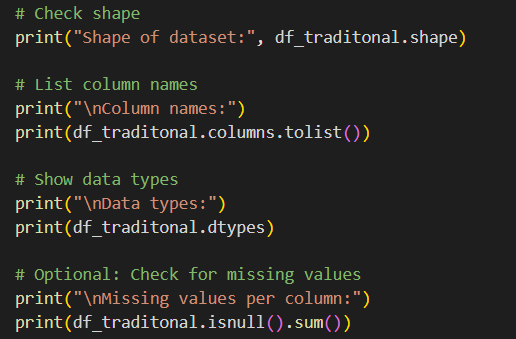 # Check shape
print("Shape of dataset:", df_traditonal.shape)
# List column names
print("\nColumn names:")
print(df_traditonal.columns.tolist())
# Show data types
print("\nData types:")
print(df_traditonal.dtypes)
# Optional: Check for missing values
print("\nMissing values per column:")
print(df_traditonal.isnull().sum())